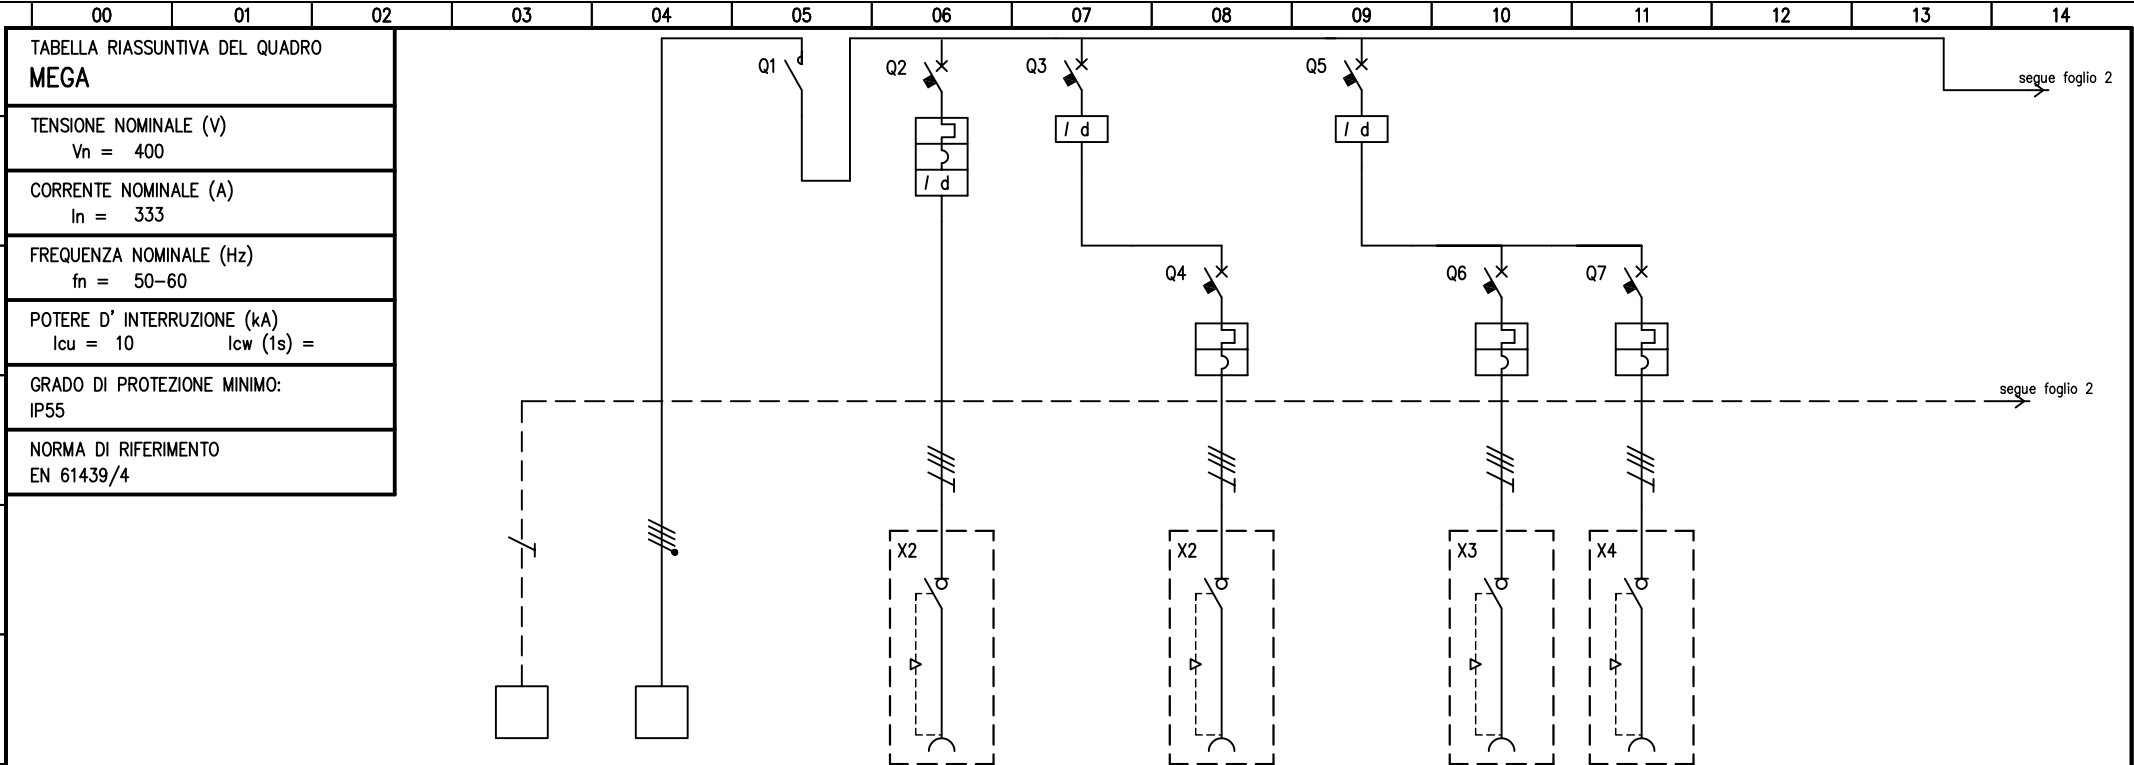 00 01 02 03 04 05 06 07 08 09 10 11 12 13 14
TABELLA RIASSUNTIVA DEL QUADRO
MEGA
TENSIONE NOMINALE (V)
Vn = 400
CORRENTE NOMINALE (A)
In = 333
FREQUENZA NOMINALE (Hz)
fn = 50-60
POTERE D' INTERRUZIONE (kA)
Icu = 10 Icw (1s) =
GRADO DI PROTEZIONE MINIMO:
IP55
NORMA DI RIFERIMENTO
EN 61439/4
Q1 Q2 Q3 Q5
segue foglio 2
I d I d
I d
Q4 Q6 Q7
segue foglio 2
X2 X2 X3 X4